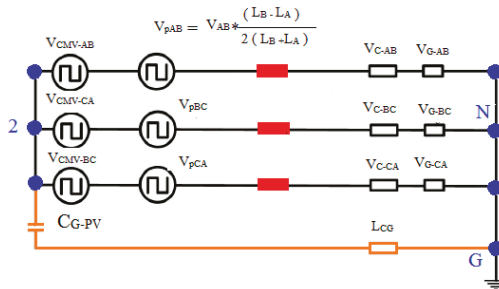 VpAB = VAB* (LB-LA)
2(LB+LA)
VCMV-AB
VC-AB VG-AB
VCMV-CA VpBC
VC-BC VG-BC
2 N
VCMV-BC VpCA
VC-CA VG-CA
CG-PV
LCG
G